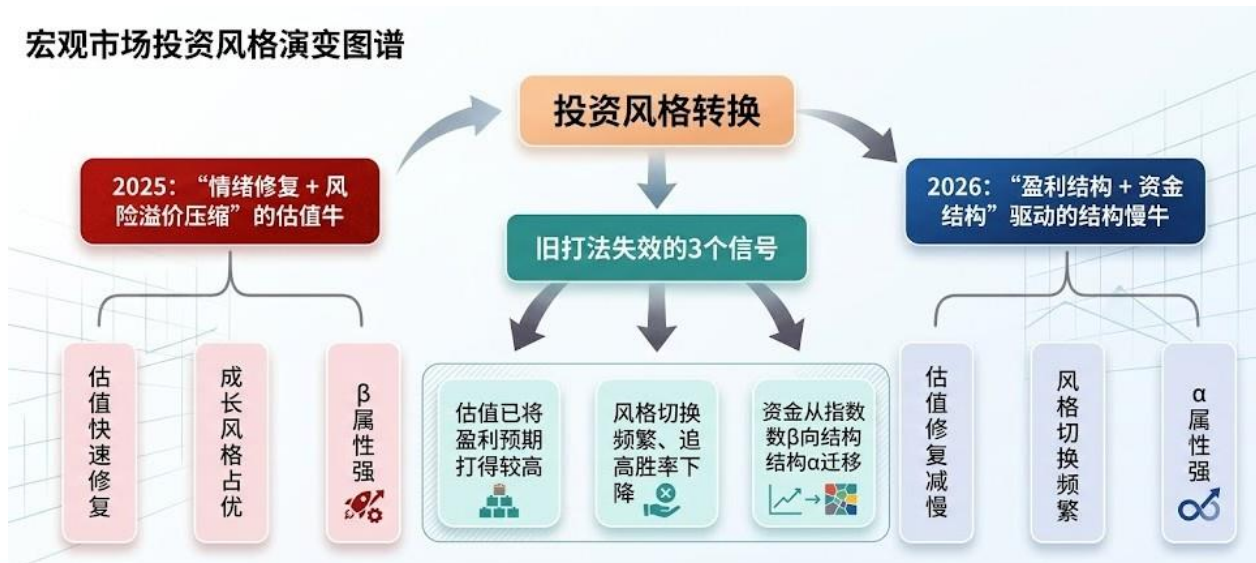 宏观市场投资风格演变图谱
投资风格转换
2025：“情绪修复 + 风
险溢价压缩”的估值牛
2026：“盈利结构 + 资金
结构”驱动的结构慢牛
旧打法失效的3个信号
估值快速修复
成长风格占优
β属性强
估值已将
盈利预期
打得较高
风格切换
频繁、追
高胜率下
降
资金从指数
数β向结构
结构α迁移
估值修复减慢
风格切换频繁
α属性强